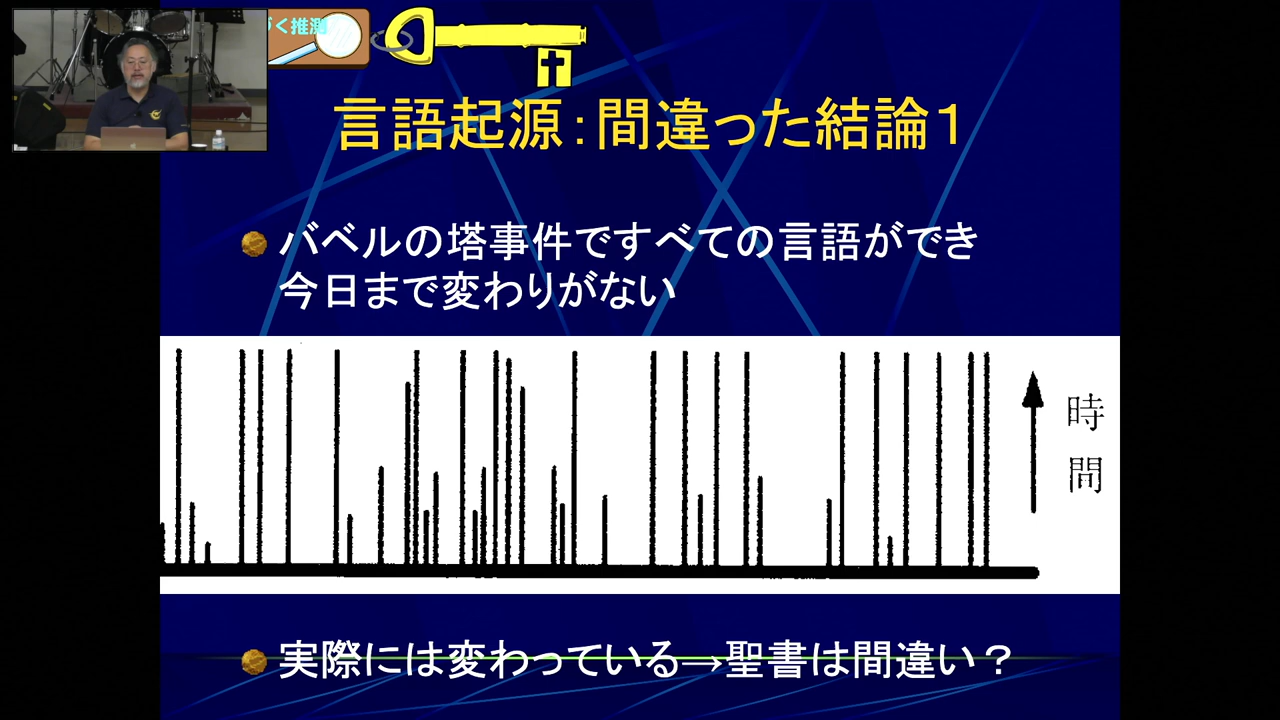 づく推測
言語起源：間違った結論１
バベルの塔事件ですべての言語ができ
今日まで変わりがない
時間
実際には変わっている→聖書は間違い？